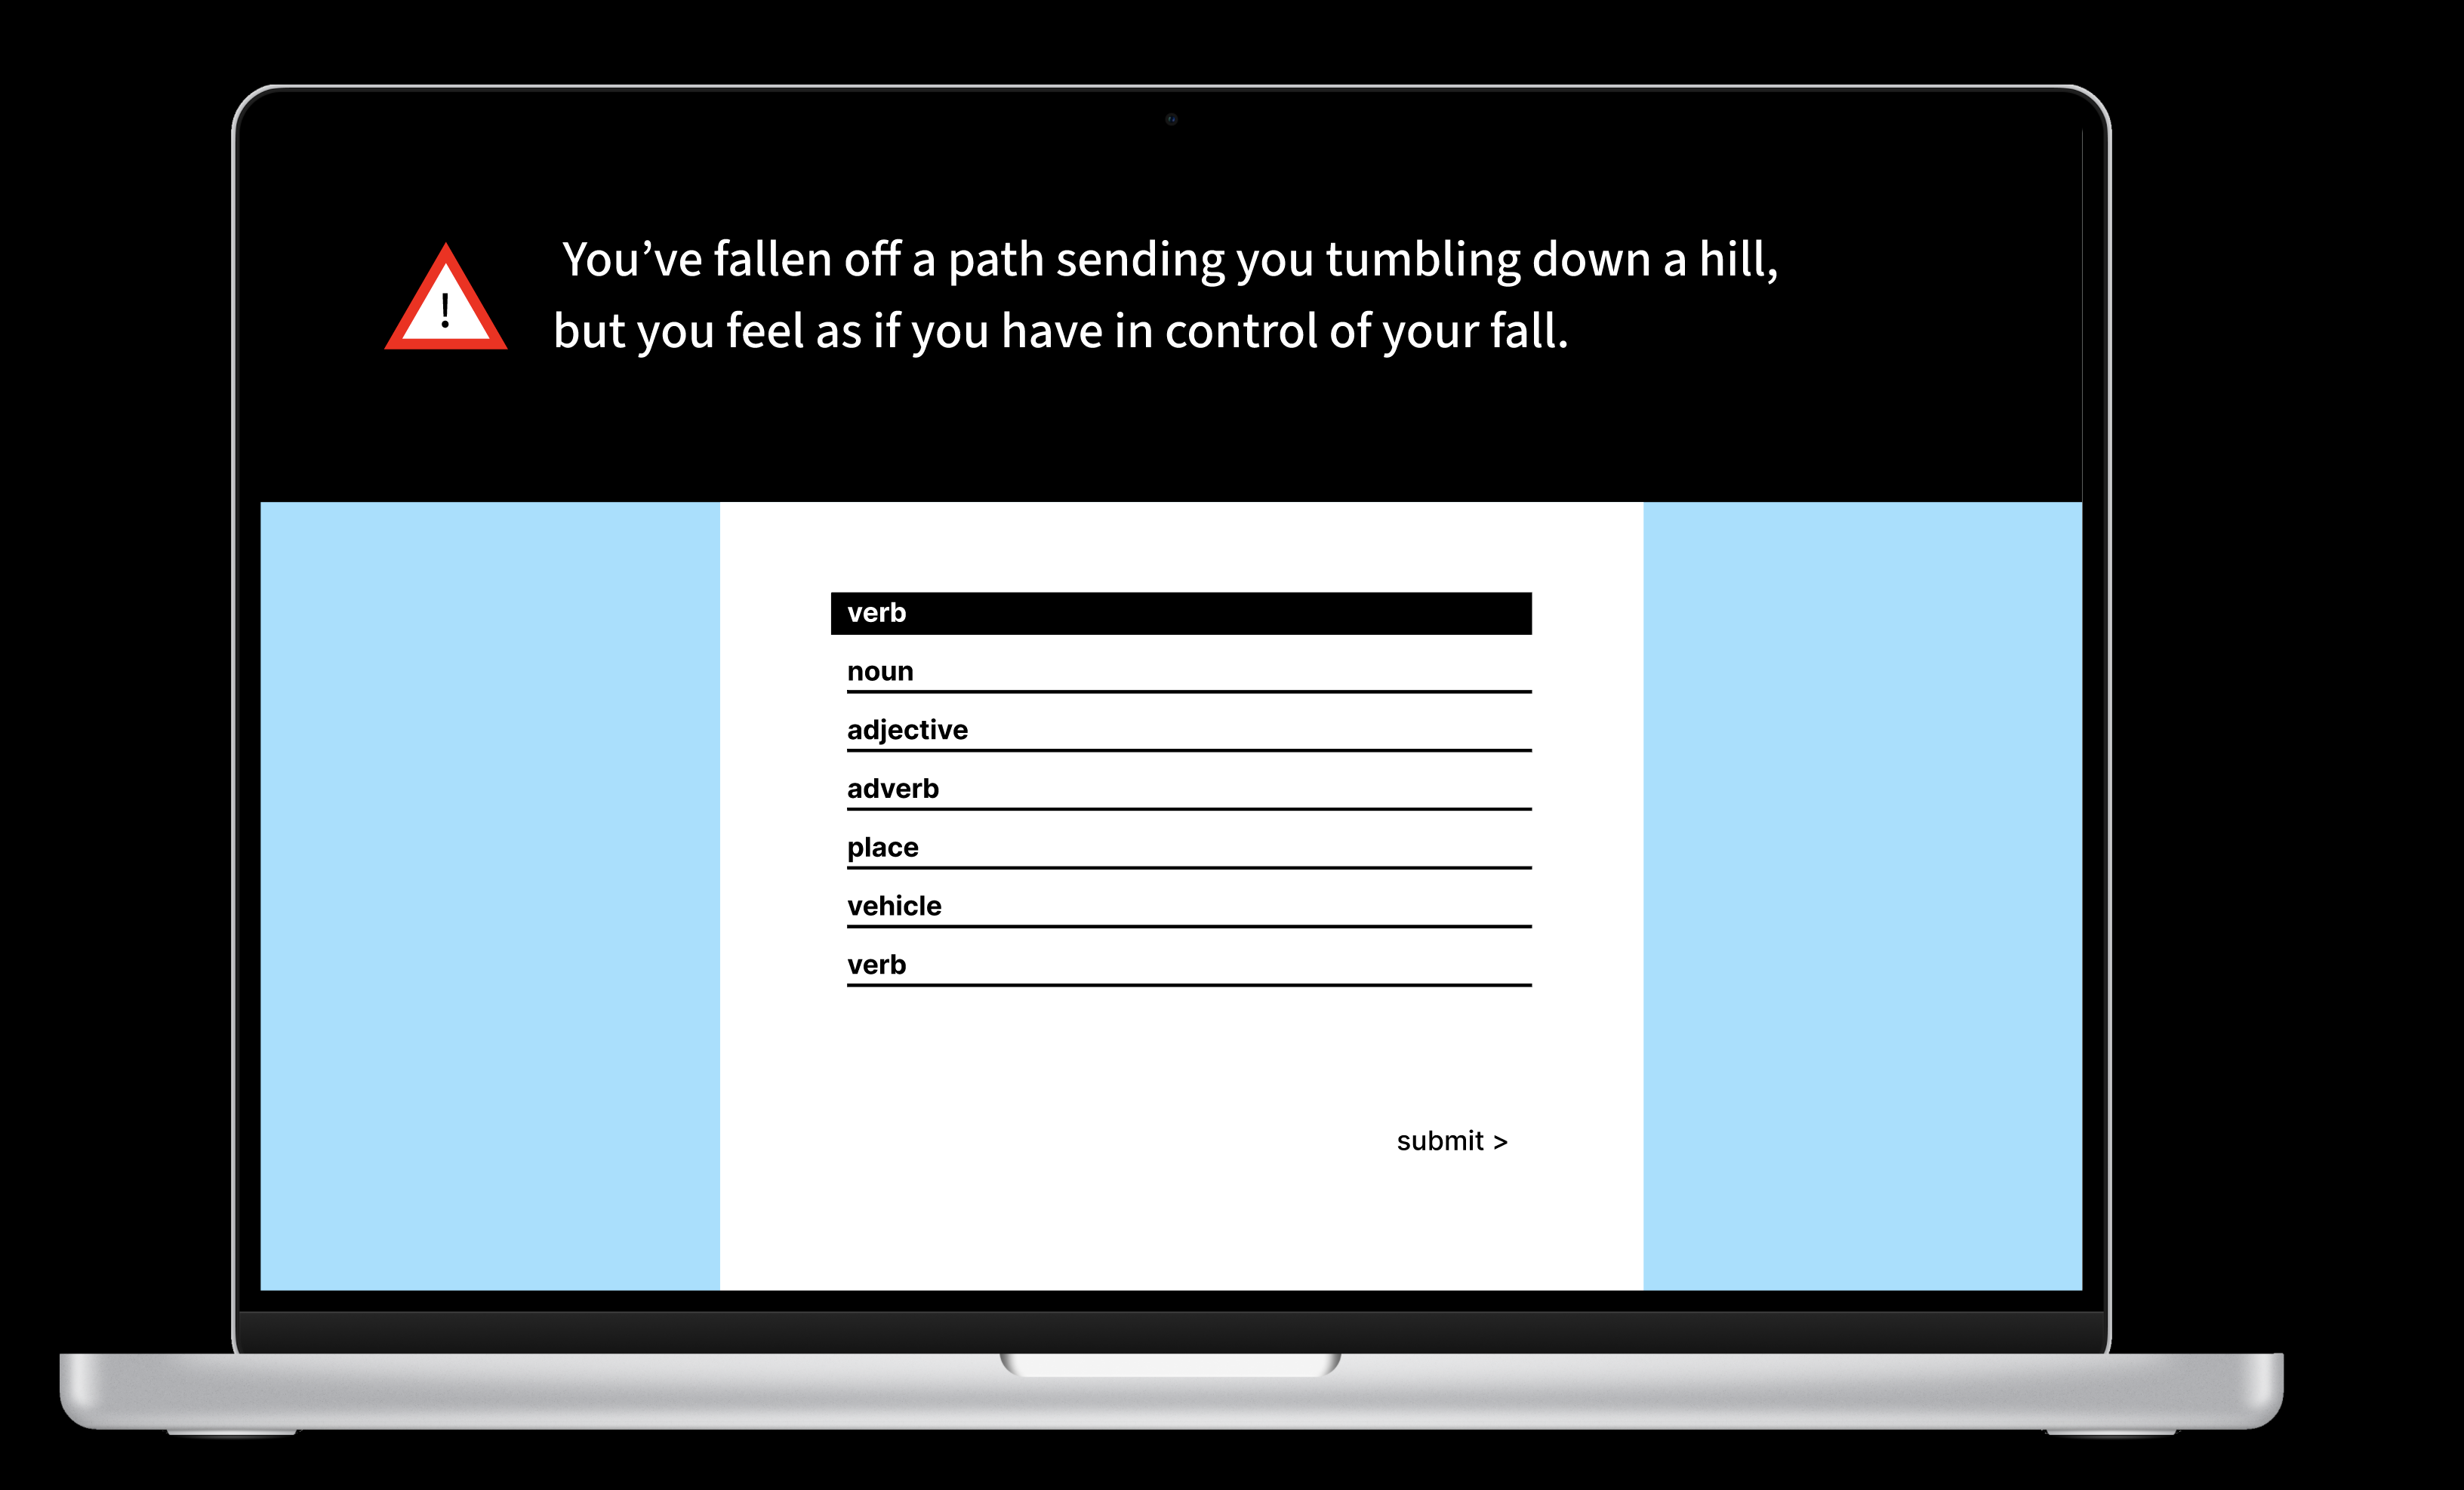 !
You’ve fallen off a path sending you tumbling down a hill,
but you feel as if you have in control of your fall.
verb
noun
adjective
adverb
place
vehicle
verb
submit >